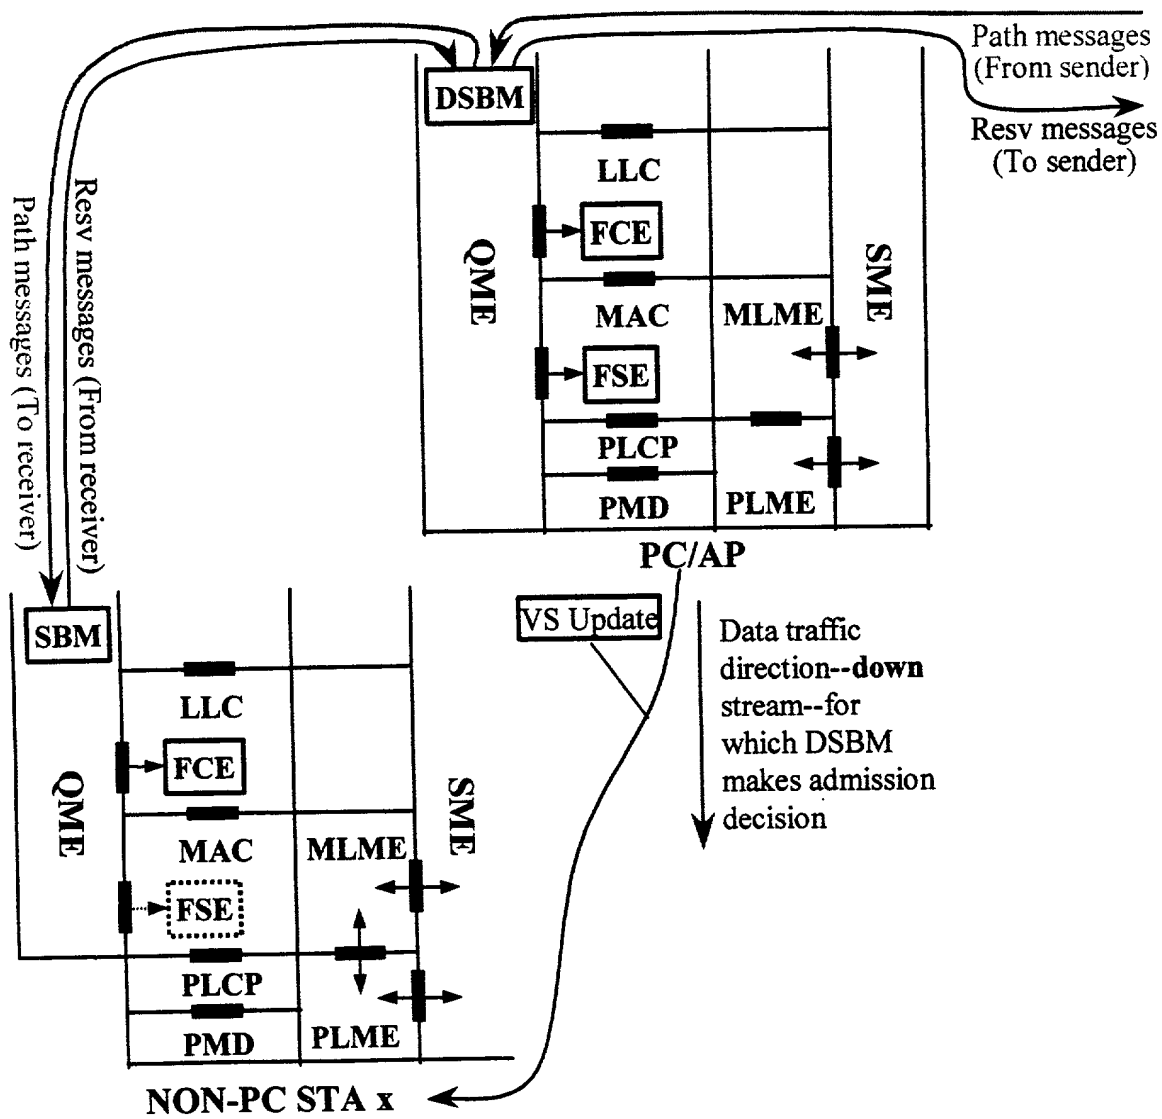 Path messages
(From sender)
DSBM
Resv messages
(To sender)
LLC
FCE
QME
SME
MAC
MLME
FSE
PLCP
PMD
PLME
PC/AP
Path messages (To receiver)
Resv messages (From receiver)
VS Update
Data traffic
direction--down
stream--for
which DSBM
makes admission
decision
SBM
LLC
FCE
QME
SME
MAC
MLME
FSE
PLCP
PMD
PLME
NON-PC STA x